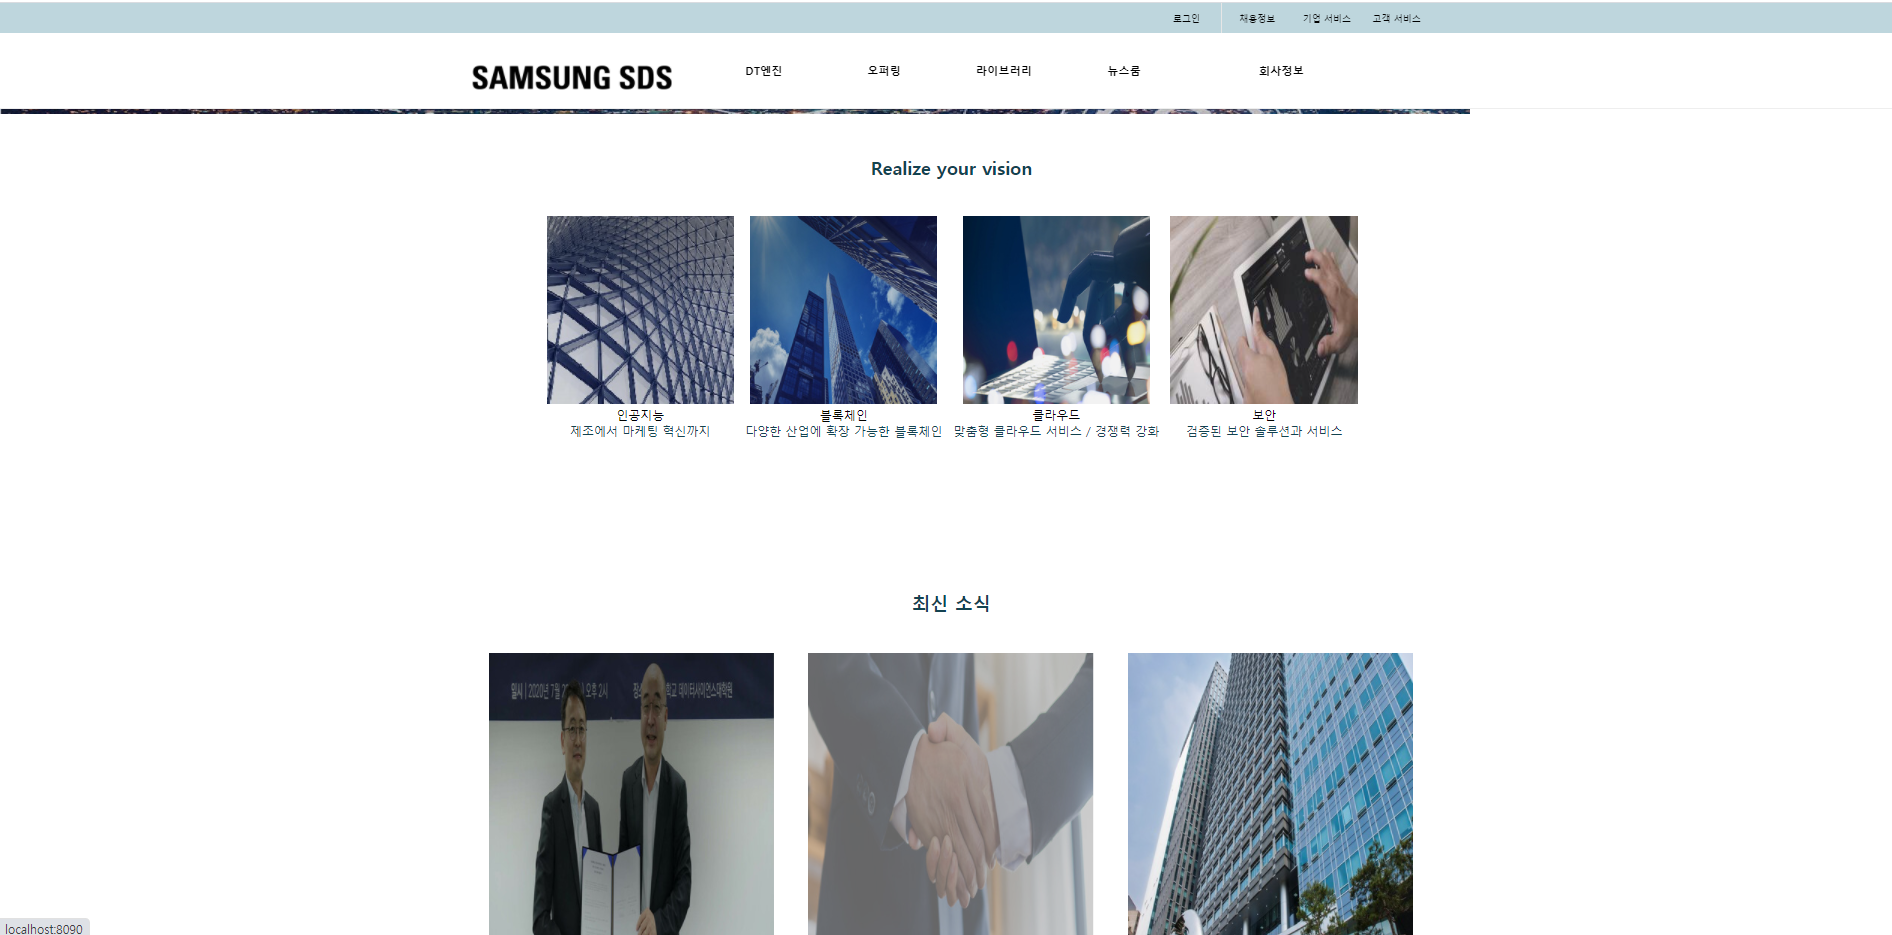 로그인 채용정보 기업 서비스 고객 서비스
SAMSUNG SDS DT엔진 오퍼링 라이브러리 뉴스룸 회사정보
Realize your vision
인공지능 블록체인 클라우드 보안
제조에서 마케팅 혁신까지 다양한 산업에 확장 가능한 블록체인 맞춤형 클라우드 서비스 / 경쟁력 강화 검증된 보안 솔루션과 서비스
최신 소식
일시 | 2020년 7월 오후 2시 데이터사이언스대학원
localhost:8090